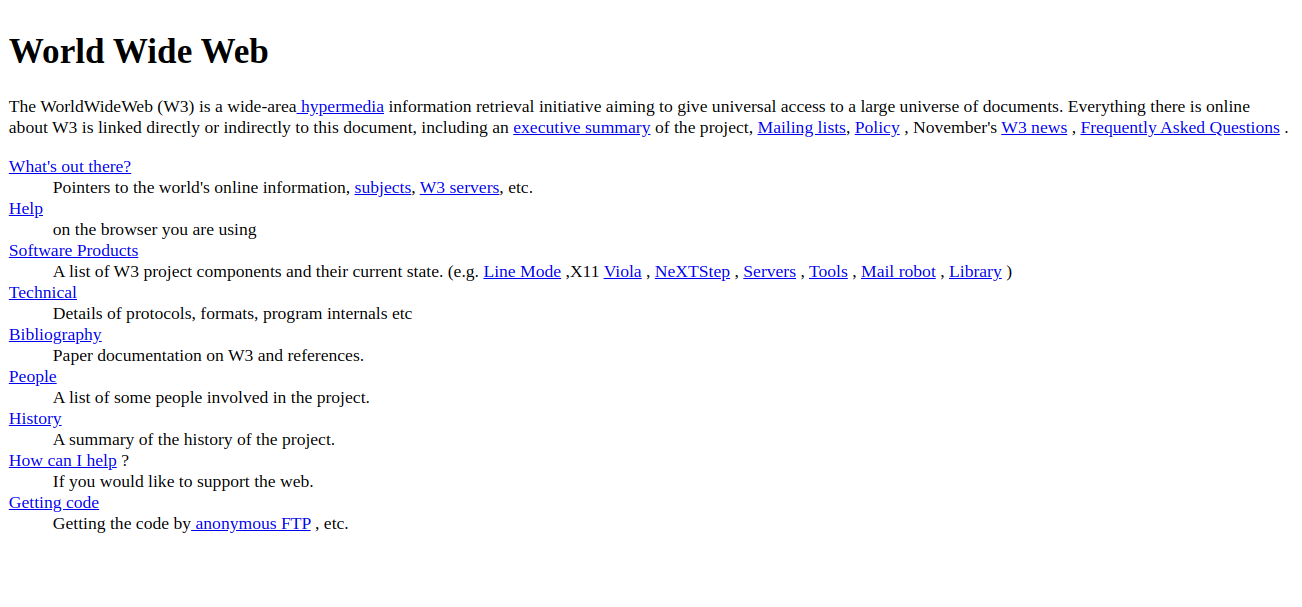 World Wide Web
The WorldWideWeb (W3) is a wide-area hypermedia information retrieval initiative aiming to give universal access to a large universe of documents. Everything there is online
about W3 is linked directly or indirectly to this document, including an executive summary of the project, Mailing lists, Policy , November's W3 news , Frequently Asked Questions .
What's out there?
Pointers to the world's online information, subjects, W3 servers, etc.
Help
on the browser you are using
Software Products
A list of W3 project components and their current state. (e.g. Line Mode ,X11 Viola , NeXTStep , Servers , Tools , Mail robot , Library )
Technical
Details of protocols, formats, program internals etc
Bibliography
Paper documentation on W3 and references.
People
A list of some people involved in the project.
History
A summary of the history of the project.
How can I help ?
If you would like to support the web.
Getting code
Getting the code by anonymous FTP , etc.